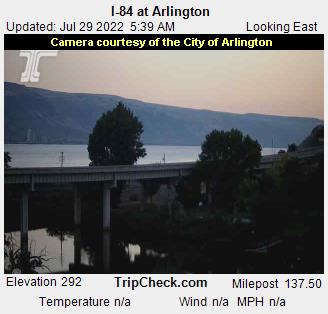 I-84 at Arlington
Updated: Jul 29 2022 5:39 AM Looking East
Camera courtesy of the City of Arlington
Elevation 292 TripCheck.com Milepost 137.50
Temperature n/a Wind n/a MPH n/a